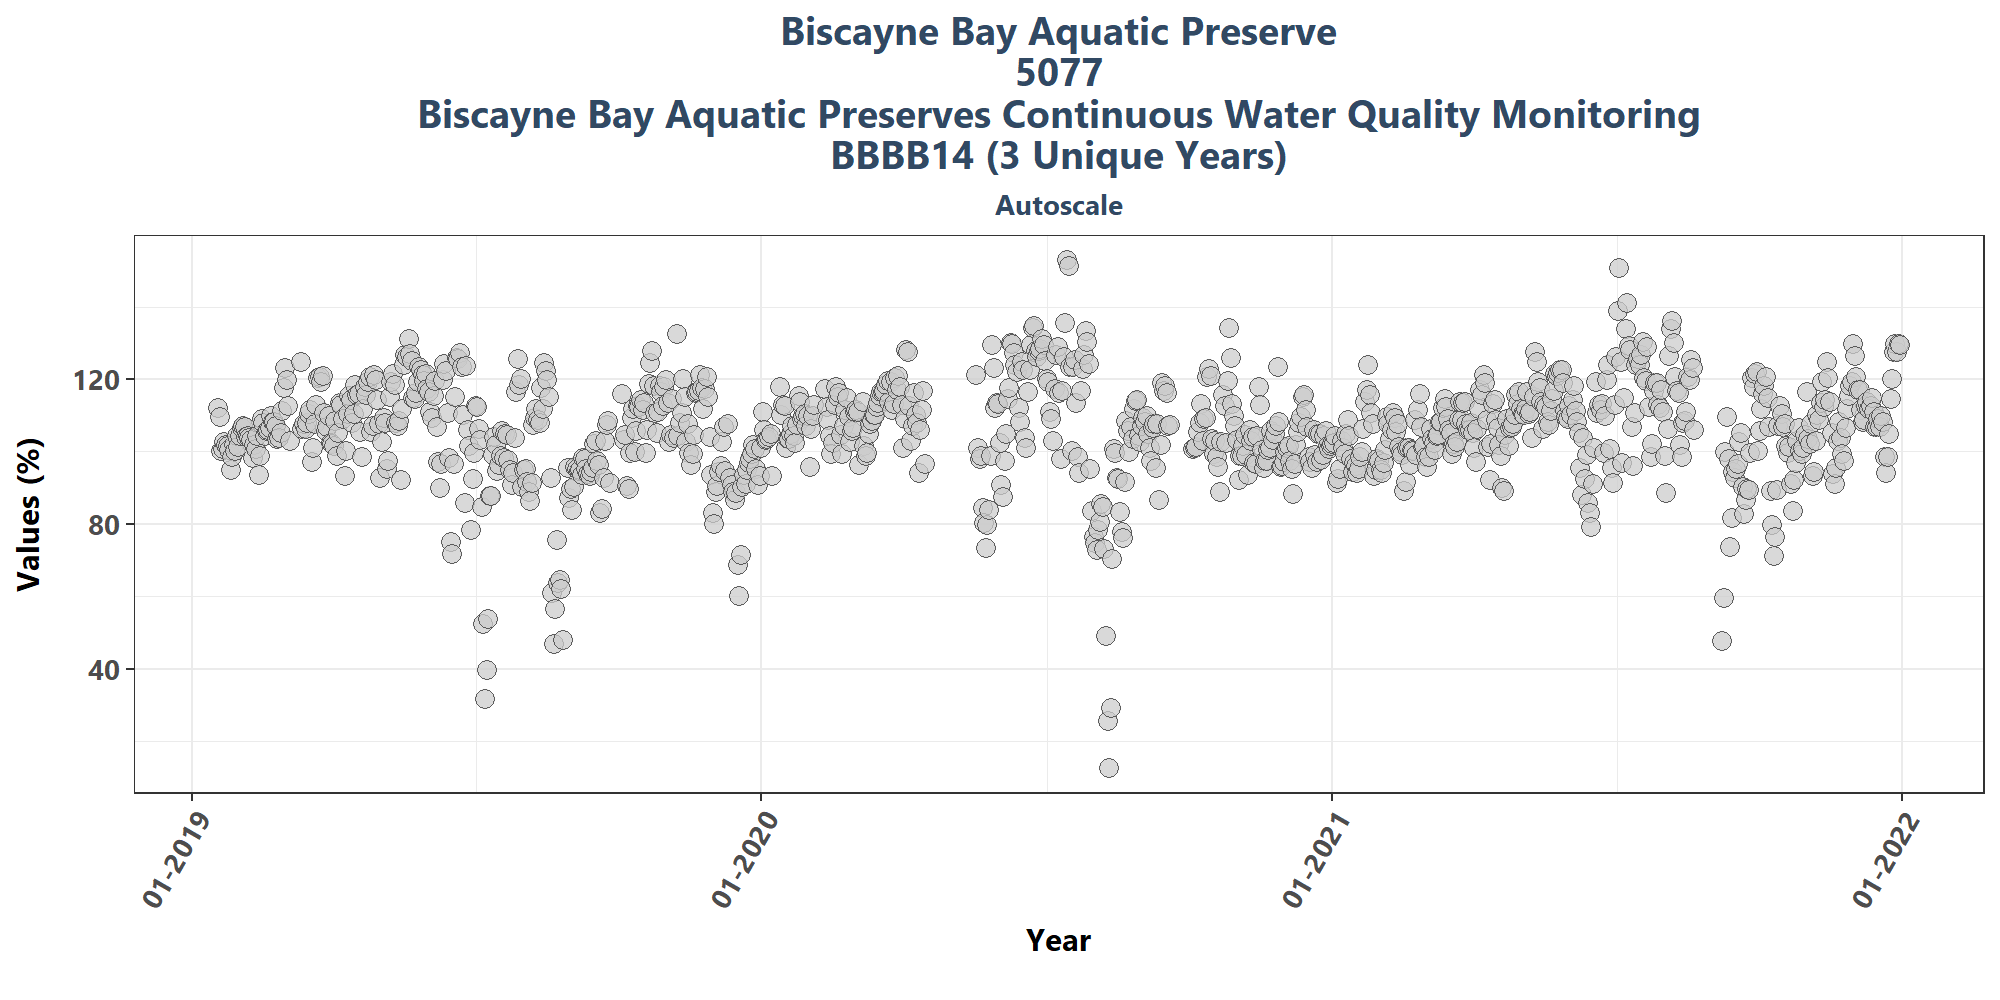 Biscayne Bay Aquatic Preserve
5077
Biscayne Bay Aquatic Preserves Continuous Water Quality Monitoring
BBBB14 (3 Unique Years)
Autoscale
Values (%)
120
80
40
01-2019
01-2020
01-2021
01-2022
Year